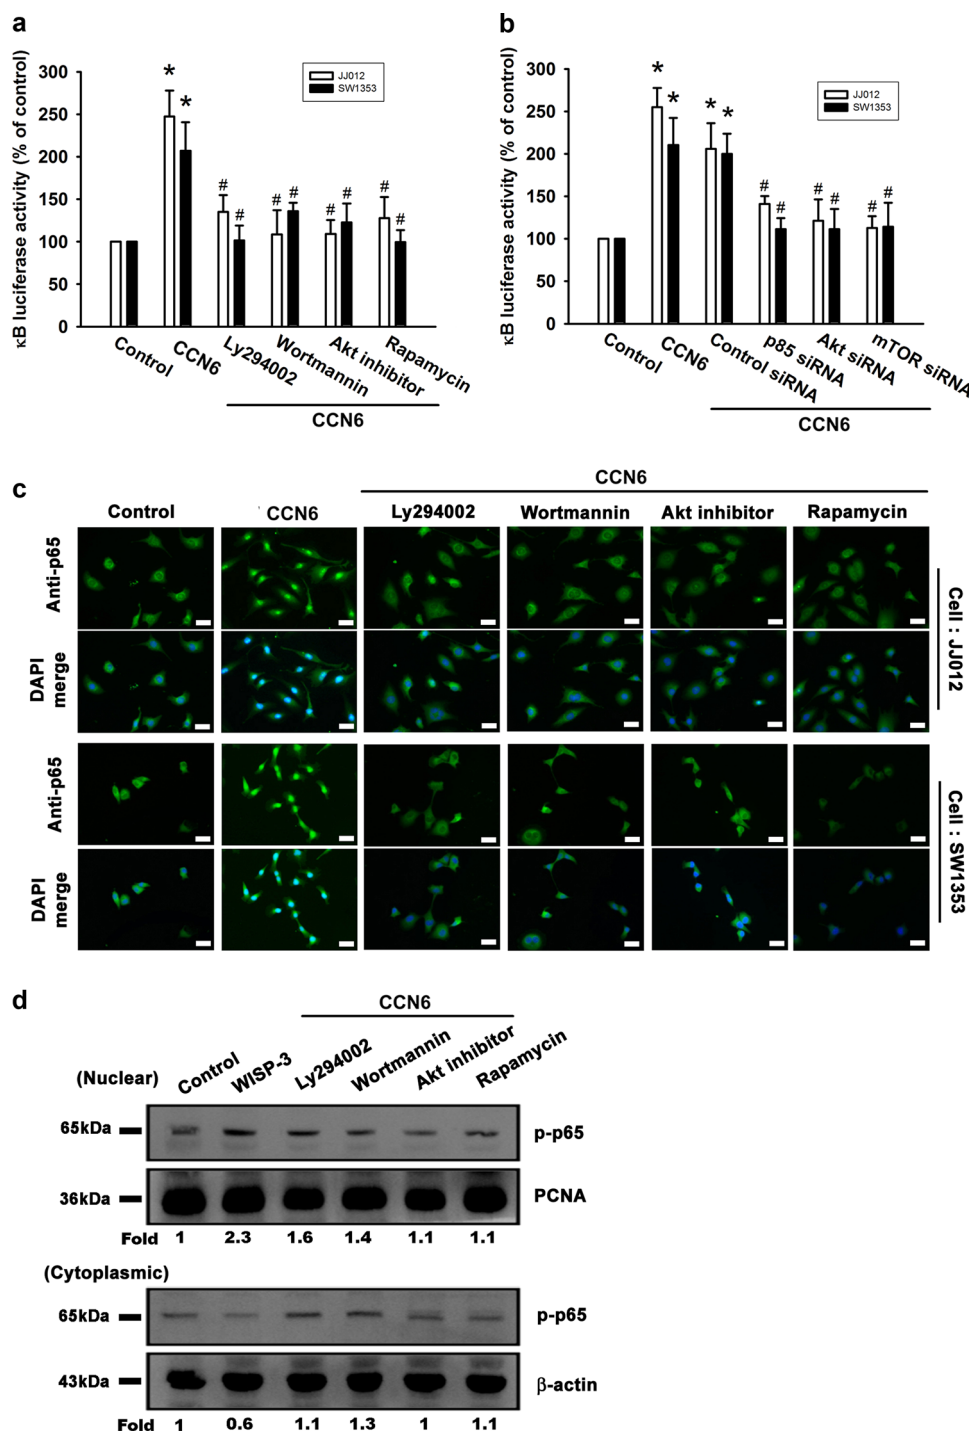 a
κB luciferase activity (% of control)
300
250
200
150
100
50
0
JJ012
SW1353
* * # # # # # # # #
Control
CCN6
Ly294002
Wortmannin
Akt inhibitor
Rapamycin
CCN6
b
κB luciferase activity (% of control)
300
250
200
150
100
50
0
JJ012
SW1353
* * * * # # # # # #
Control
CCN6
Control siRNA
p85 siRNA
Akt siRNA
mTOR siRNA
CCN6
c
CCN6
Control CCN6 Ly294002 Wortmannin Akt inhibitor Rapamycin
Anti-p65
DAPI
merge
Cell : JJ012
Anti-p65
DAPI
merge
Cell : SW1353
d
CCN6
(Nuclear)
Control
WISP-3
Ly294002
Wortmannin
Akt inhibitor
Rapamycin
65kDa p-p65
36kDa PCNA
Fold 1 2.3 1.6 1.4 1.1 1.1
(Cytoplasmic)
65kDa p-p65
43kDa β-actin
Fold 1 0.6 1.1 1.3 1 1.1